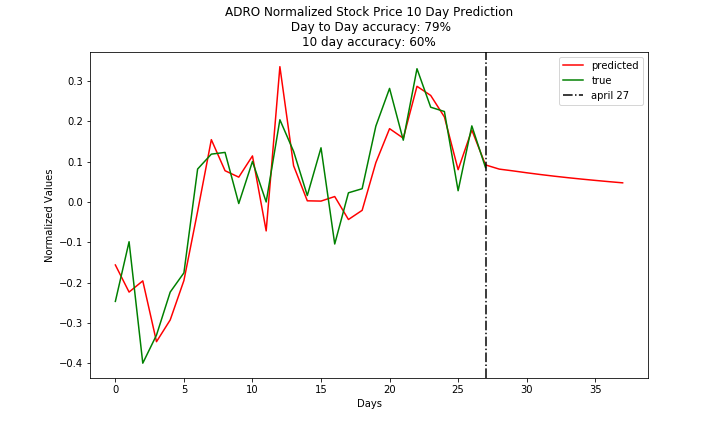 ADRO Normalized Stock Price 10 Day Prediction
Day to Day accuracy: 79%
10 day accuracy: 60%
predicted
true
april 27
Normalized Values
0.3
0.2
0.1
0.0
−0.1
−0.2
−0.3
−0.4
0 5 10 15 20 25 30 35
Days